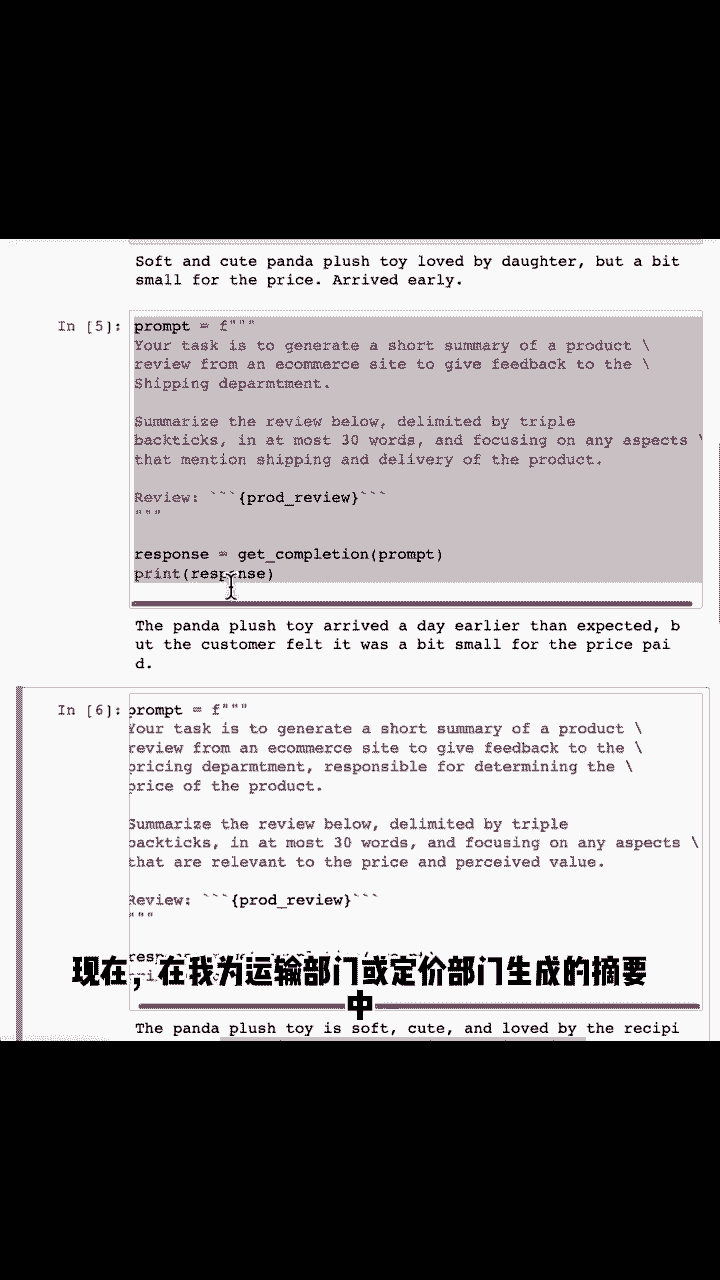 Soft and cute panda plush toy loved by daughter, but a bit
small for the price. Arrived early.
In [5]: prompt = f"""
Your task is to generate a short summary of a product \
review from an ecommerce site to give feedback to the \
Shipping deparmtment.
Summarize the review below, delimited by triple
backticks, in at most 30 words, and focusing on any aspects \
that mention shipping and delivery of the product.
Review: ```{prod_review}```
"""
response = get_completion(prompt)
print(response)
The panda plush toy arrived a day earlier than expected, b
ut the customer felt it was a bit small for the price pai
d.
In [6]: prompt = f"""
Your task is to generate a short summary of a product \
review from an ecommerce site to give feedback to the \
pricing deparmtment, responsible for determining the \
price of the product.
Summarize the review below, delimited by triple
backticks, in at most 30 words, and focusing on any aspects \
that are relevant to the price and perceived value.
Review: ```{prod_review}```
"""
现在，在我为运输部门或定价部门生成的摘要
中
The panda plush toy is soft, cute, and loved by the recipi